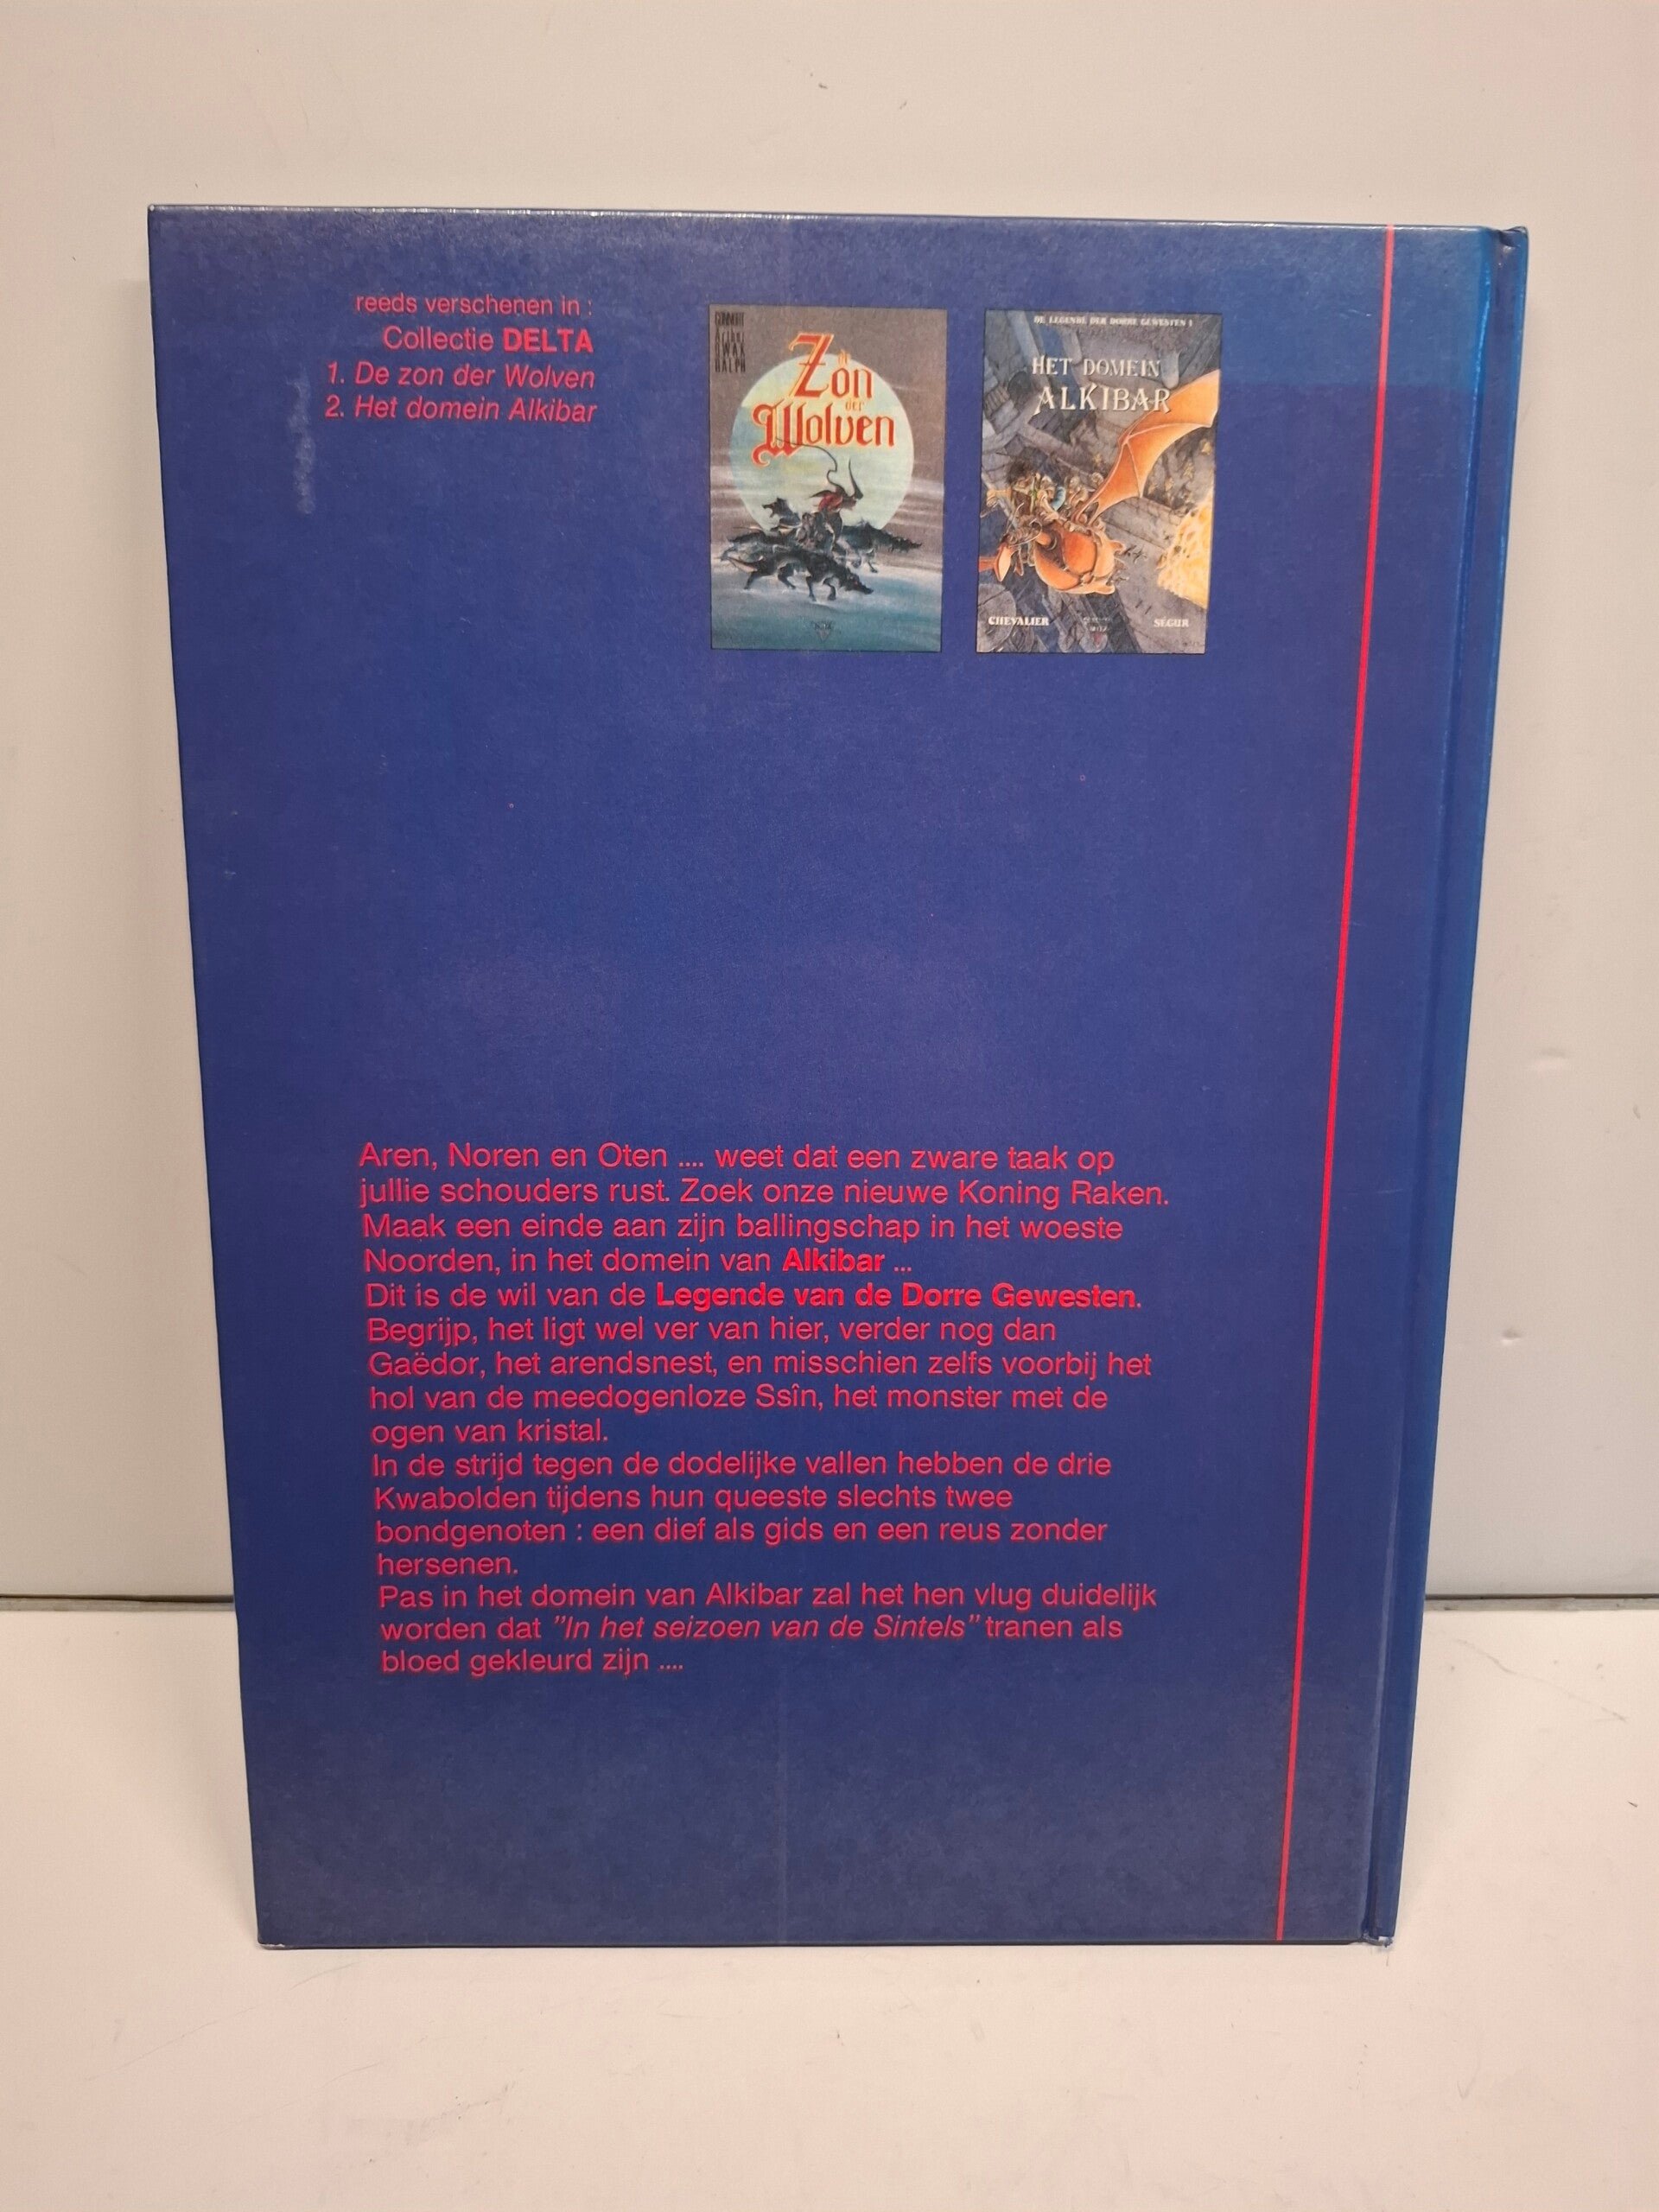 reeds verschenen in :
Collectie DELTA
1. De zon der Wolven
2. Het domein Alkibar
de
Zon
der
Wolven
DE LEGENDE DER DORRE GEWESTEN 1
HET DOMEIN
ALKIBAR
CHEVALIER
SEGUR
Aren, Noren en Oten .... weet dat een zware taak op
jullie schouders rust. Zoek onze nieuwe Koning Raken.
Maak een einde aan zijn ballingschap in het woeste
Noorden, in het domein van Alkibar ...
Dit is de wil van de Legende van de Dorre Gewesten.
Begrijp, het ligt wel ver van hier, verder nog dan
Gaëdor, het arendsnest, en misschien zelfs voorbij het
hol van de meedogenloze Ssîn, het monster met de
ogen van kristal.
In de strijd tegen de dodelijke vallen hebben de drie
Kwabolden tijdens hun queeste slechts twee
bondgenoten : een dief als gids en een reus zonder
hersenen.
Pas in het domein van Alkibar zal het hen vlug duidelijk
worden dat "In het seizoen van de Sintels" tranen als
bloed gekleurd zijn ....